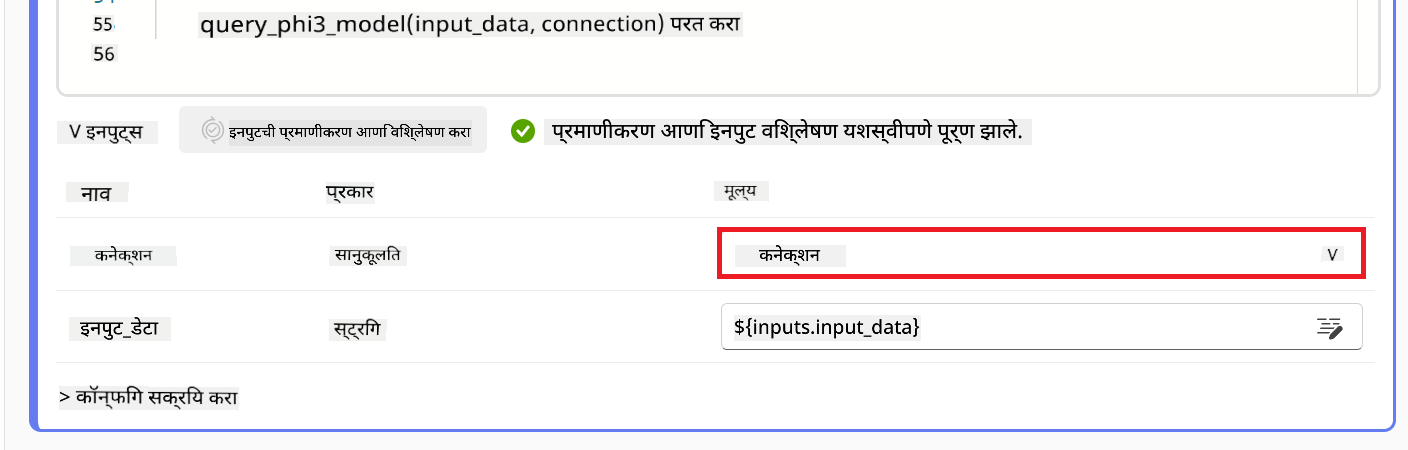 55
query_phi3_model(input_data, connection) परत करा
56
V इनपुट्स
इनपुटची प्रमाणीकरण आणि विश्लेषण करा
प्रमाणीकरण आणि इनपुट विश्लेषण यशस्वीपणे पूर्ण झाले.
नाव प्रकार मूल्य
कनेक्शन सानुकूलित कनेक्शन V
इनपुट_डेटा स्ट्रिंग ${inputs.input_data}
> कॉन्फिग सक्रिय करा